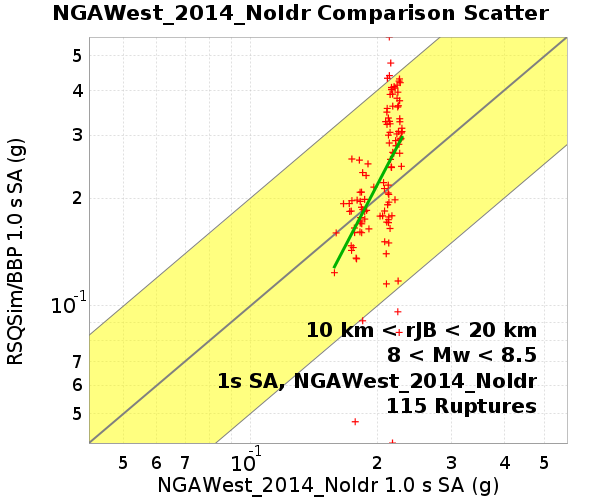 NGAWest_2014_NoIdr Comparison Scatter
RSQSim/BBP 1.0 s SA (g)
5
4
3
2
10-1
7
6
5
10 km < rJB < 20 km
8 < Mw < 8.5
1s SA, NGAWest_2014_NoIdr
115 Ruptures
5 6 7 10-1 2 3 4 5
NGAWest_2014_NoIdr 1.0 s SA (g)